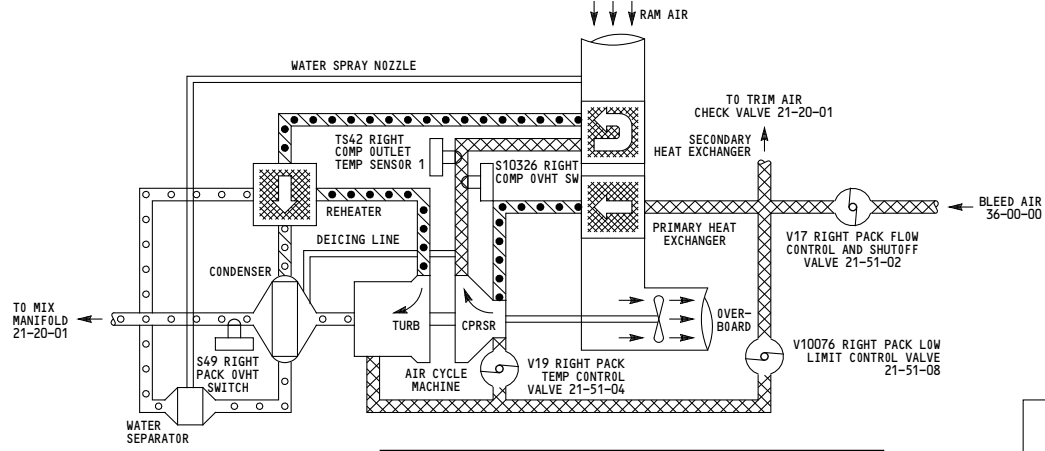 RAM AIR
WATER SPRAY NOZZLE
TO TRIM AIR
CHECK VALVE 21-20-01
TS42 RIGHT
COMP OUTLET
TEMP SENSOR 1
SECONDARY
HEAT EXCHANGER
S10326 RIGHT
COMP OVHT SW
REHEATER
PRIMARY HEAT
EXCHANGER
BLEED AIR
36-00-00
V17 RIGHT PACK FLOW
CONTROL AND SHUTOFF
VALVE 21-51-02
DEICING LINE
CONDENSER
TO MIX
MANIFOLD
21-20-01
TURB
CPRSR
OVER-
BOARD
S49 RIGHT
PACK OVHT
SWITCH
AIR CYCLE
MACHINE
V19 RIGHT PACK
TEMP CONTROL
VALVE 21-51-04
V10076 RIGHT PACK LOW
LIMIT CONTROL VALVE
21-51-08
WATER
SEPARATOR